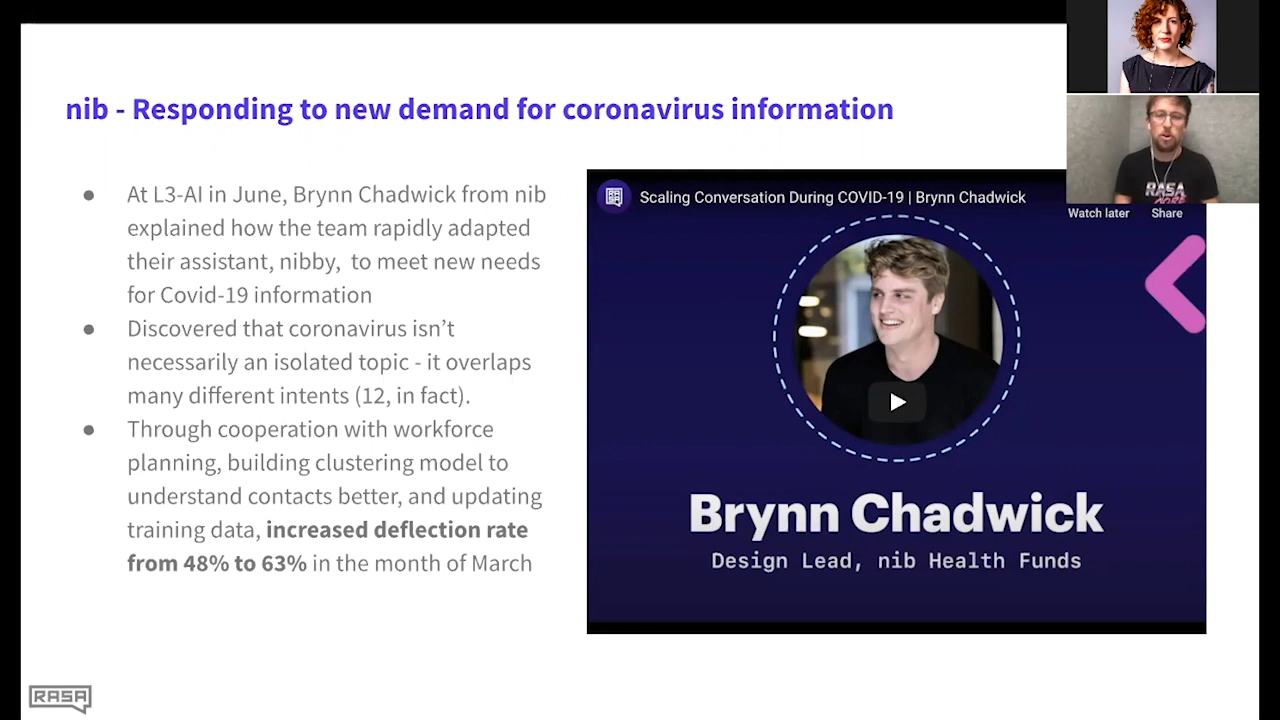 nib - Responding to new demand for coronavirus information
● At L3-AI in June, Brynn Chadwick from nib
explained how the team rapidly adapted
their assistant, nibby, to meet new needs
for Covid-19 information
● Discovered that coronavirus isn't
necessarily an isolated topic - it overlaps
many different intents (12, in fact).
● Through cooperation with workforce
planning, building clustering model to
understand contacts better, and updating
training data, increased deflection rate
from 48% to 63% in the month of March
Scaling Conversation During COVID-19 | Brynn Chadwick
Watch later Share
Brynn Chadwick
Design Lead, nib Health Funds
RASA
CORE
RASA